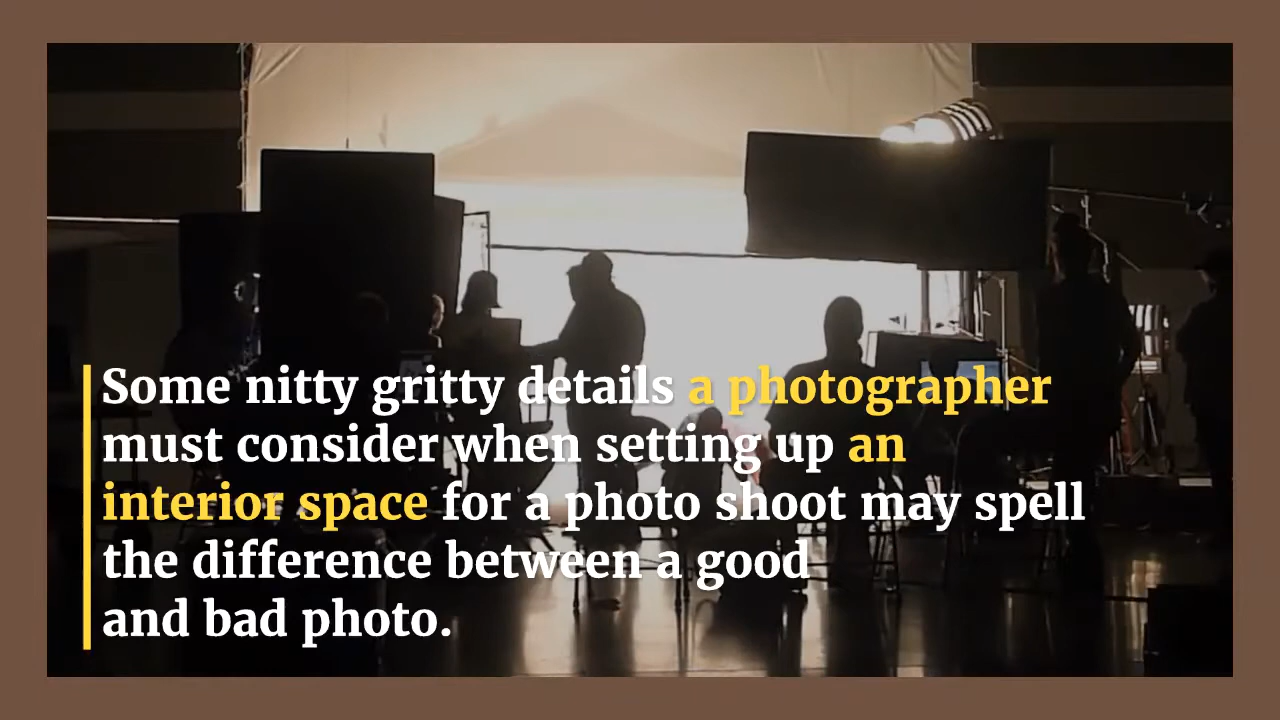 Some nitty gritty details a photographer
must consider when setting up an
interior space for a photo shoot may spell
the difference between a good
and bad photo.